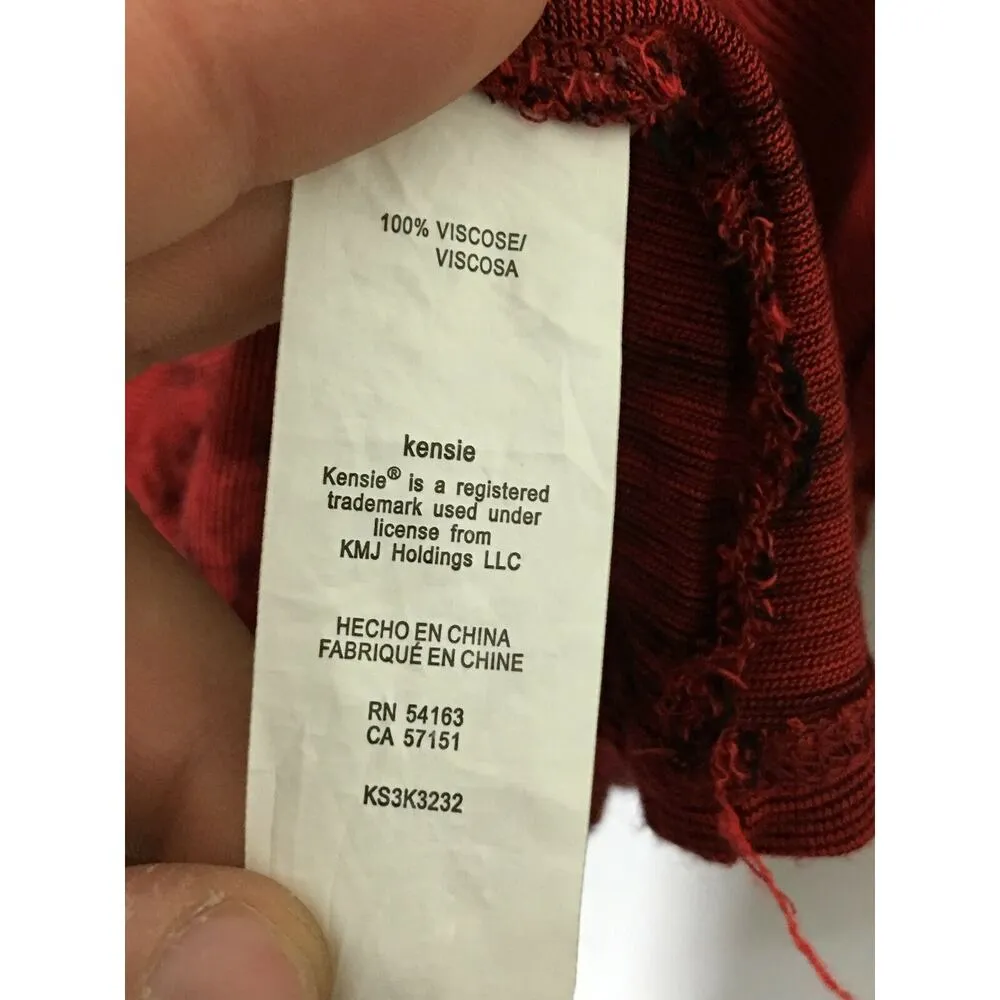 100% VISCOSE/
VISCOSA
kensie
Kensie® is a registered
trademark used under
license from
KMJ Holdings LLC
HECHO EN CHINA
FABRIQUÉ EN CHINE
RN 54163
CA 57151
KS3K3232